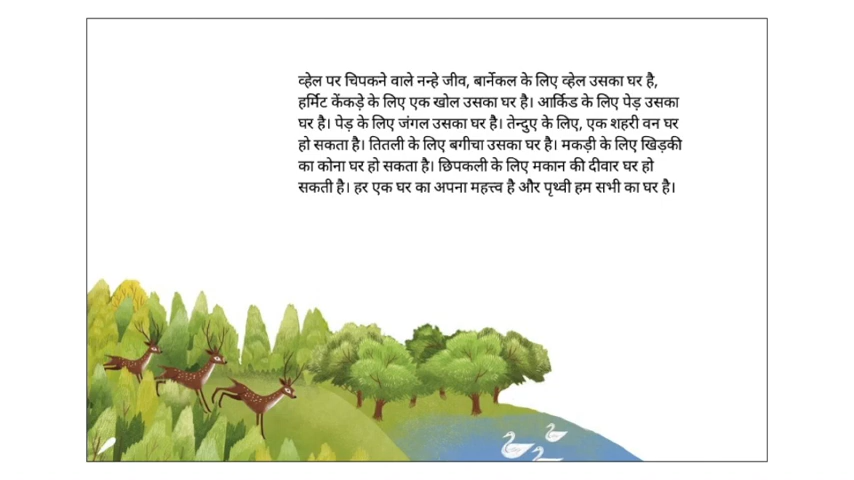 व्हेल पर चिपकने वाले नन्हे जीव, बार्नेकल के लिए व्हेल उसका घर है,
हर्मिट केंकड़े के लिए एक खोल उसका घर है। आर्किड के लिए पेड़ उसका
घर है। पेड़ के लिए जंगल उसका घर है। तेन्दुए के लिए, एक शहरी वन घर
हो सकता है। तितली के लिए बगीचा उसका घर है। मकड़ी के लिए खिड़की
का कोना घर हो सकता है। छिपकली के लिए मकान की दीवार घर हो
सकती है। हर एक घर का अपना महत्त्व है और पृथ्वी हम सभी का घर है।